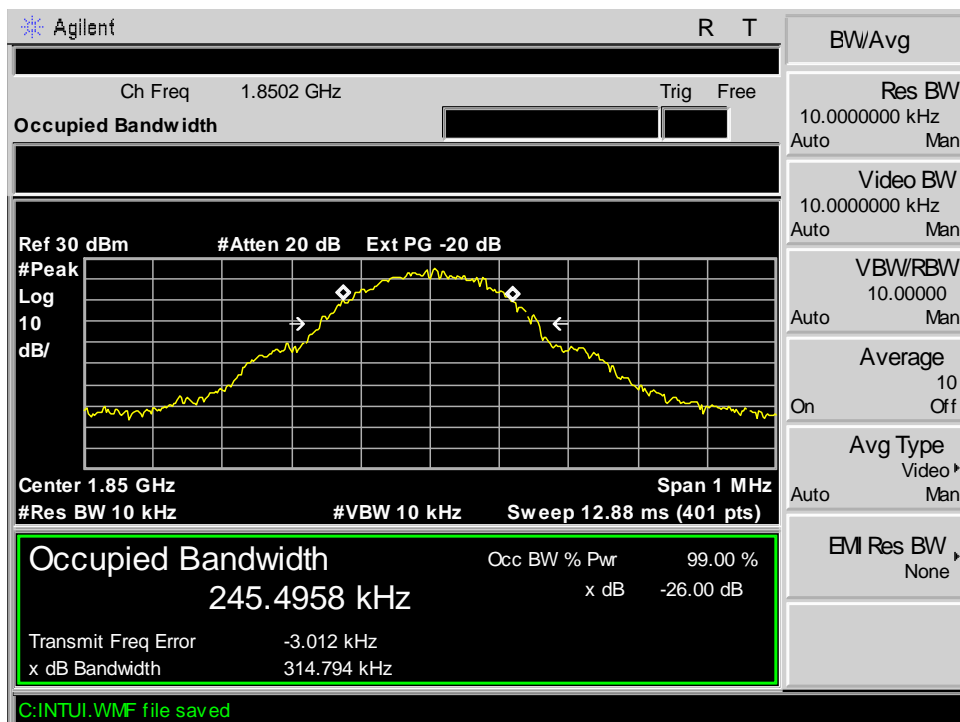 Agilent R T
Ch Freq 1.8502 GHz Trig Free
Occupied Bandwidth
Ref 30 dBm #Atten 20 dB Ext PG -20 dB
#Peak
Log
10
dB/
Center 1.85 GHz Span 1 MHz
#Res BW 10 kHz #VBW 10 kHz Sweep 12.88 ms (401 pts)
Occupied Bandwidth
245.4958 kHz
Occ BW % Pwr 99.00 %
x dB -26.00 dB
Transmit Freq Error -3.012 kHz
x dB Bandwidth 314.794 kHz
C:INTUI.WMF file saved
BW/Avg
Res BW
10.0000000 kHz
Auto Man
Video BW
10.0000000 kHz
Auto Man
VBW/RBW
10.00000
Auto Man
Average
10
On Off
Avg Type
Video
Auto Man
EMI Res BW
None